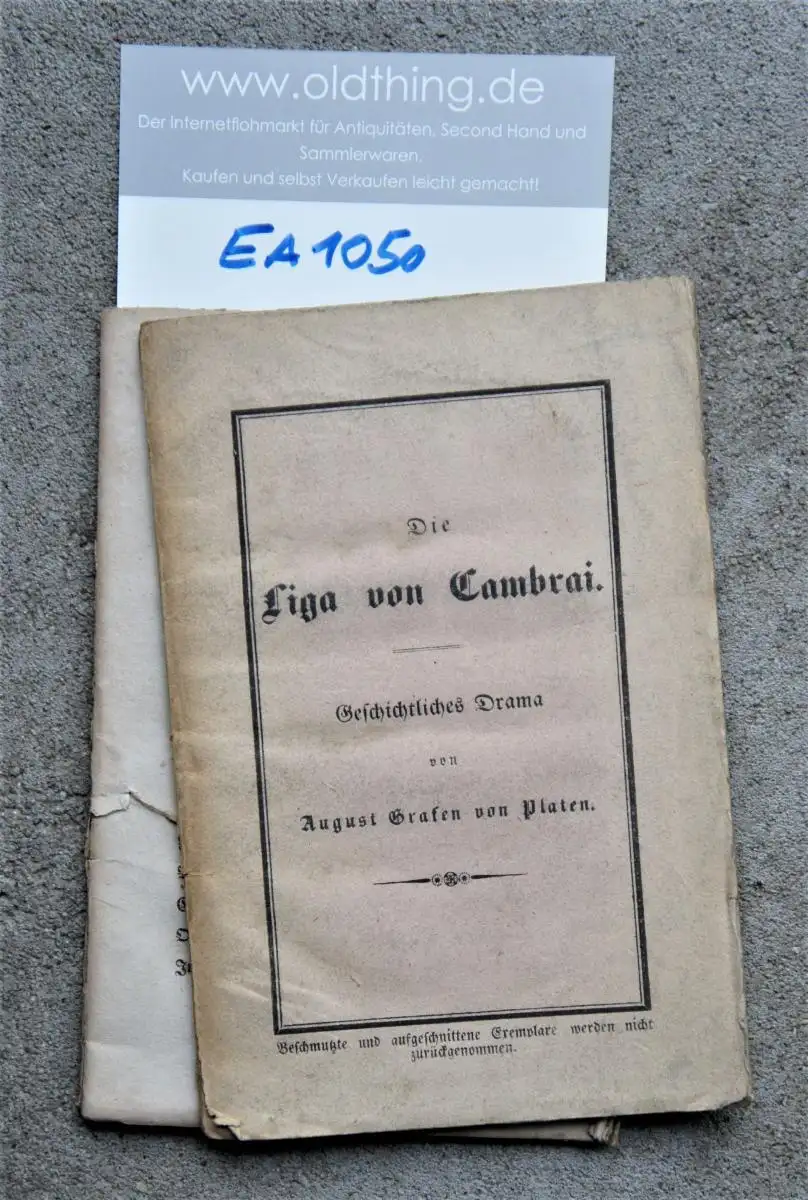 www.oldthing.de
Der Internetflohmarkt für Antiquitäten, Second Hand und
Sammlerwaren.
Kaufen und selbst Verkaufen leicht gemacht!
EA1050
Die
Liga von Cambrai.
Geschichtliches Drama
von
August Grafen von Platen.
Beschmutzte und aufgeschnittene Exemplare werden nicht
zurückgenommen.